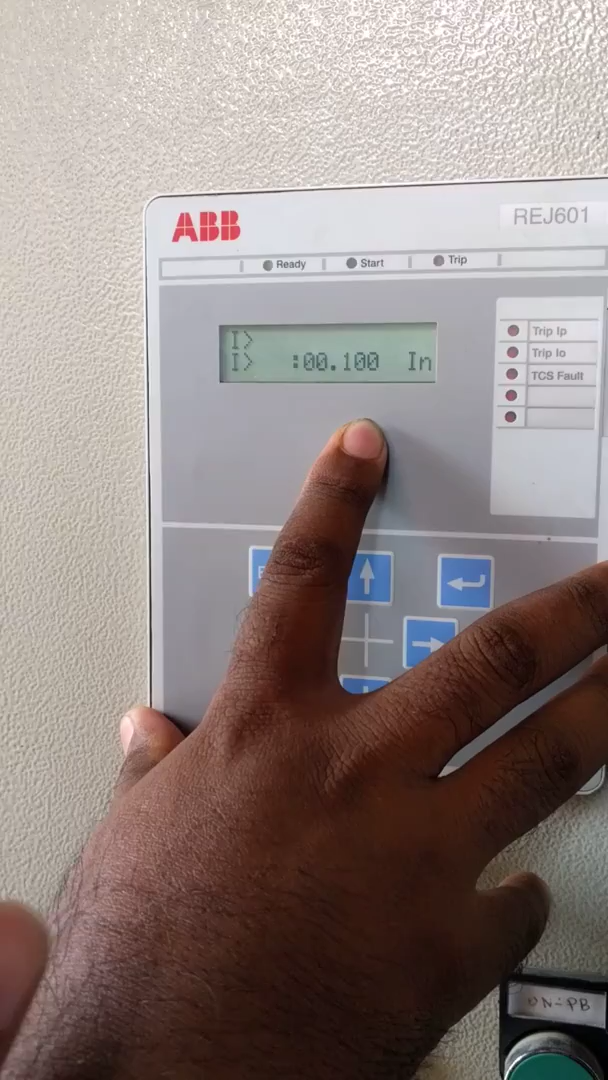 ABB
REJ601
Ready Start Trip
I>
I> :00.100 In
Trip Ip
Trip Io
TCS Fault
ON-PB